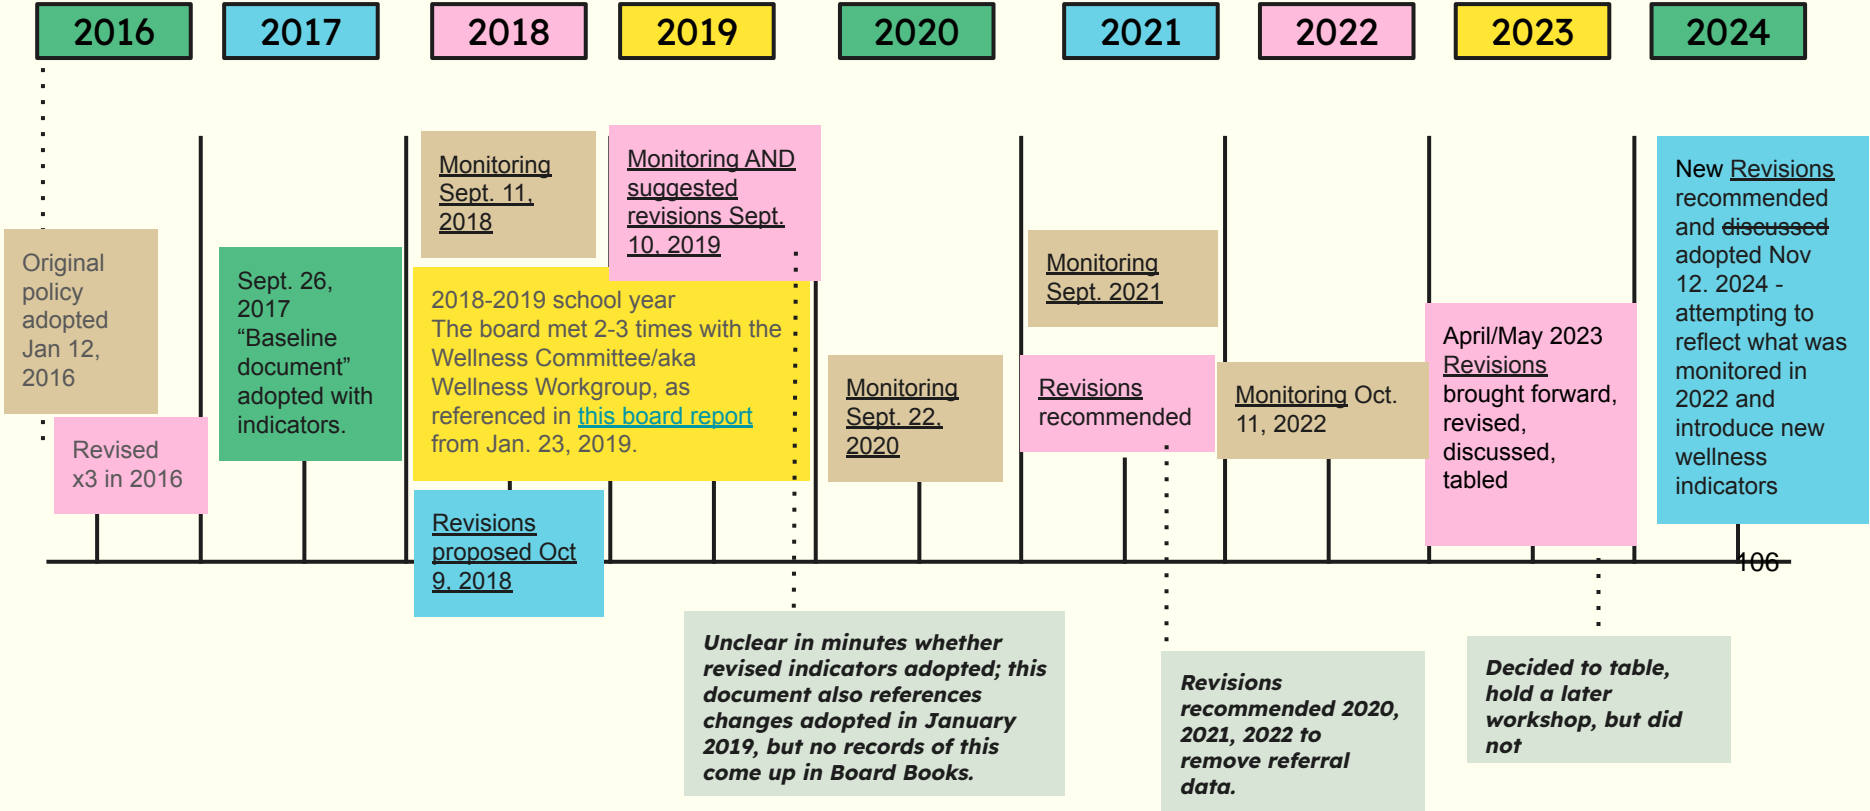 2016
2017
2018
2019
2020
2021
2022
2023
2024
Original
policy
adopted
Jan 12,
2016
Revised
x3 in 2016
Sept. 26,
2017
“Baseline
document”
adopted with
indicators.
Monitoring
Sept. 11,
2018
2018-2019 school year
The board met 2-3 times with the
Wellness Committee/aka
Wellness Workgroup, as
referenced in this board report
from Jan. 23, 2019.
Revisions
proposed Oct
9, 2018
Monitoring AND
suggested
revisions Sept.
10, 2019
Unclear in minutes whether
revised indicators adopted; this
document also references
changes adopted in January
2019, but no records of this
come up in Board Books.
Monitoring
Sept. 22,
2020
Monitoring
Sept. 2021
Revisions
recommended
Revisions
recommended 2020,
2021, 2022 to
remove referral
data.
Monitoring Oct.
11, 2022
April/May 2023
Revisions
brought forward,
revised,
discussed,
tabled
Decided to table,
hold a later
workshop, but did
not
New Revisions
recommended
and discussed
adopted Nov
12. 2024 -
attempting to
reflect what was
monitored in
2022 and
introduce new
wellness
indicators
106